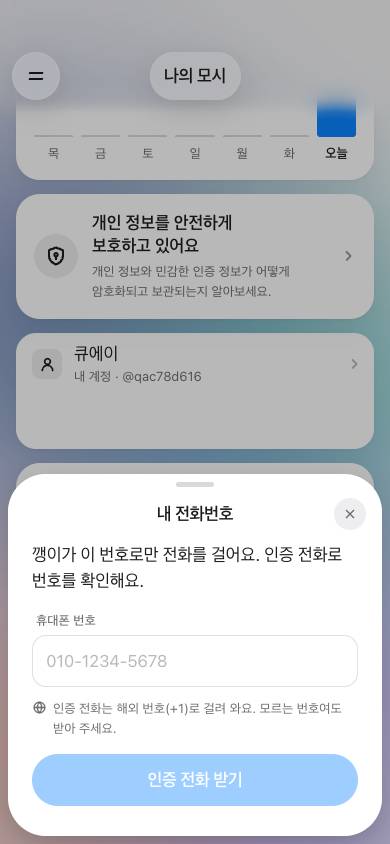 나의 모시
목 금 토 일 월 화 오늘
개인 정보를 안전하게
보호하고 있어요
개인 정보와 민감한 인증 정보가 어떻게
암호화되고 보관되는지 알아보세요.
큐에이
내 계정 · @qac78d616
내 전화번호
깽이가 이 번호로만 전화를 걸어요. 인증 전화로
번호를 확인해요.
휴대폰 번호
010-1234-5678
인증 전화는 해외 번호(+1)로 걸려 와요. 모르는 번호여도
받아 주세요.
인증 전화 받기